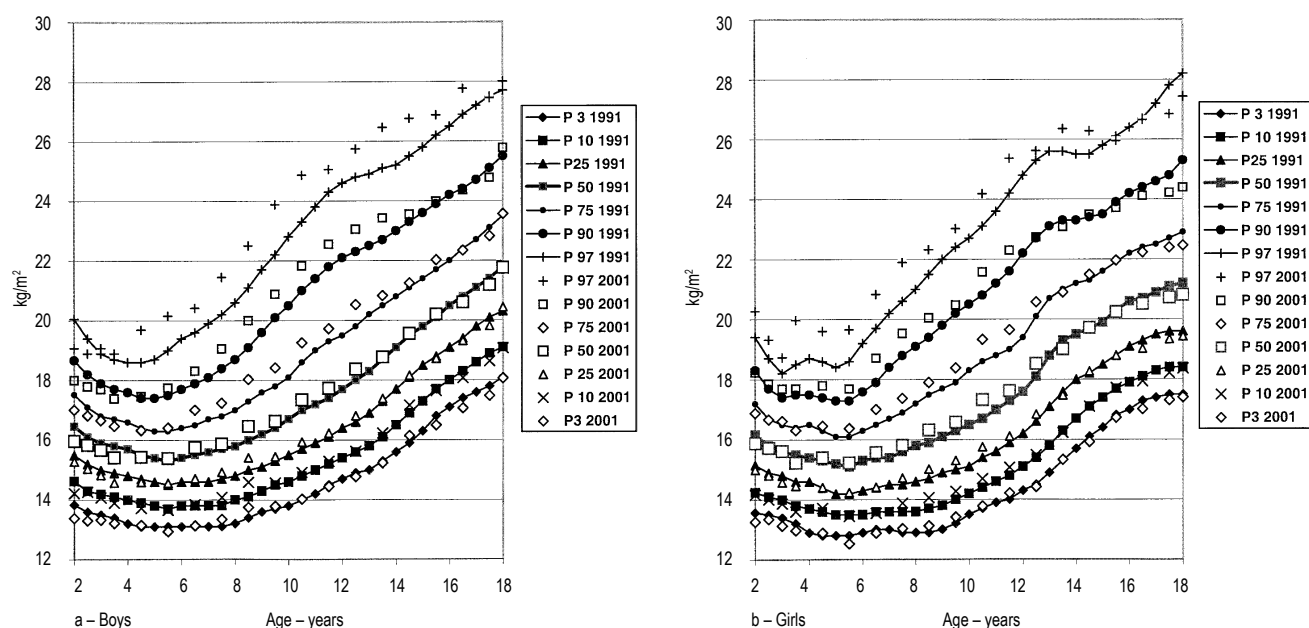 30
28
26
24
22
20
18
16
14
12
kg/m²
2 4 6 8 10 12 14 16 18
a – Boys Age – years
P 3 1991
P 10 1991
P25 1991
P 50 1991
P 75 1991
P 90 1991
P 97 1991
P 97 2001
P 90 2001
P 75 2001
P 50 2001
P 25 2001
P 10 2001
P3 2001
30
28
26
24
22
20
18
16
14
12
kg/m²
2 4 6 8 10 12 14 16 18
b – Girls Age – years
P 3 1991
P 10 1991
P25 1991
P 50 1991
P 75 1991
P 90 1991
P 97 1991
P 97 2001
P 90 2001
P 75 2001
P 50 2001
P 25 2001
P 10 2001
P3 2001